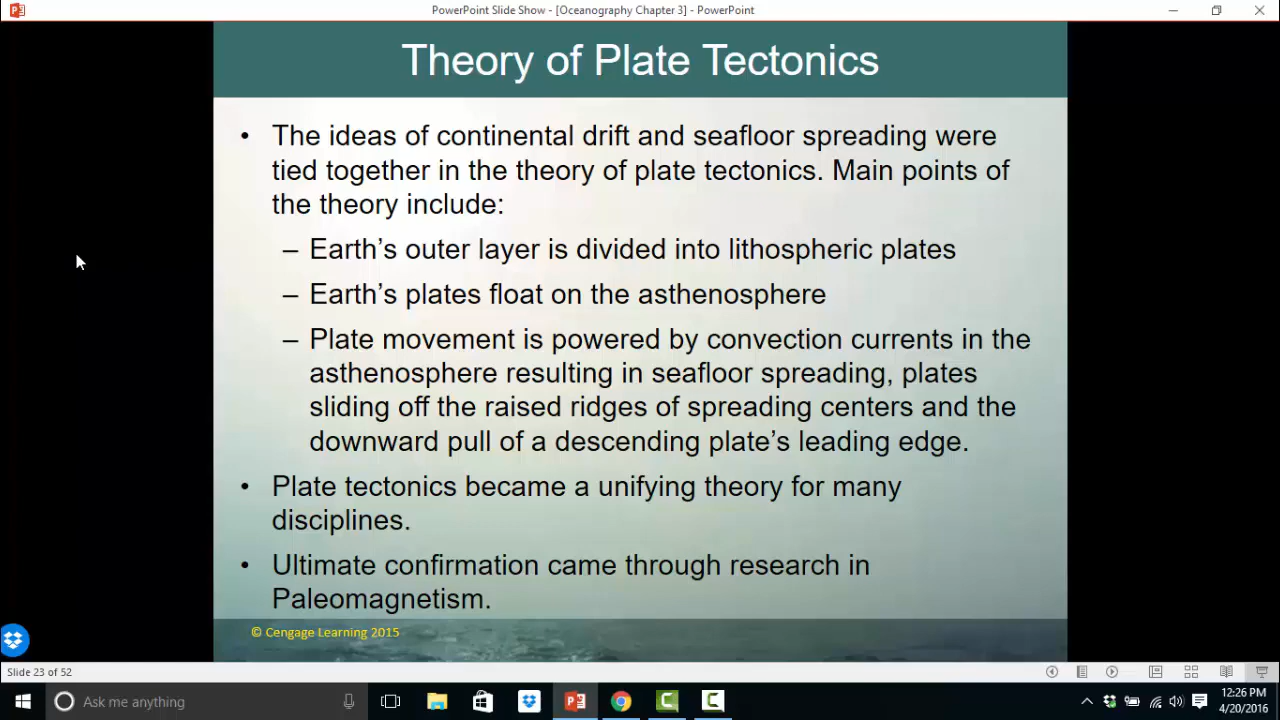 PowerPoint Slide Show - [Oceanography Chapter 3] - PowerPoint
Theory of Plate Tectonics
• The ideas of continental drift and seafloor spreading were
tied together in the theory of plate tectonics. Main points of
the theory include:
– Earth’s outer layer is divided into lithospheric plates
– Earth’s plates float on the asthenosphere
– Plate movement is powered by convection currents in the
asthenosphere resulting in seafloor spreading, plates
sliding off the raised ridges of spreading centers and the
downward pull of a descending plate’s leading edge.
• Plate tectonics became a unifying theory for many
disciplines.
• Ultimate confirmation came through research in
Paleomagnetism.
© Cengage Learning 2015
Slide 23 of 52
Ask me anything
12:26 PM
4/20/2016